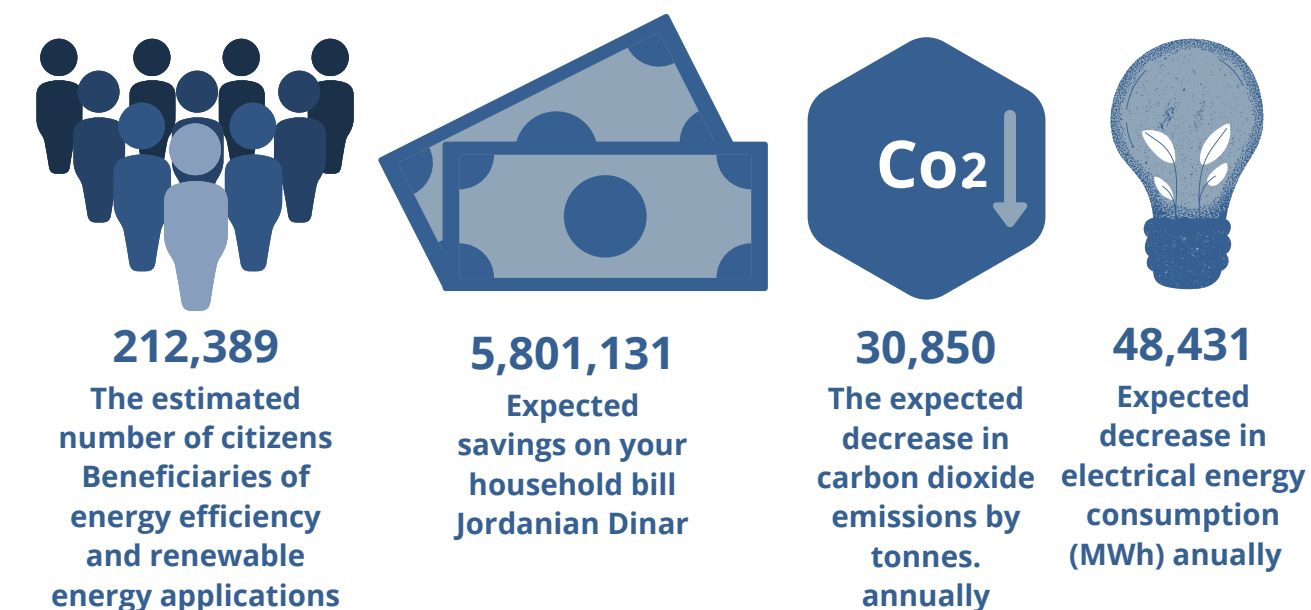 Co2
212,389
The estimated
number of citizens
Beneficiaries of
energy efficiency
and renewable
energy applications
5,801,131
Expected
savings on your
household bill
Jordanian Dinar
30,850
The expected
decrease in
carbon dioxide
emissions by
tonnes.
annually
48,431
Expected
decrease in
electrical energy
consumption
(MWh) anually